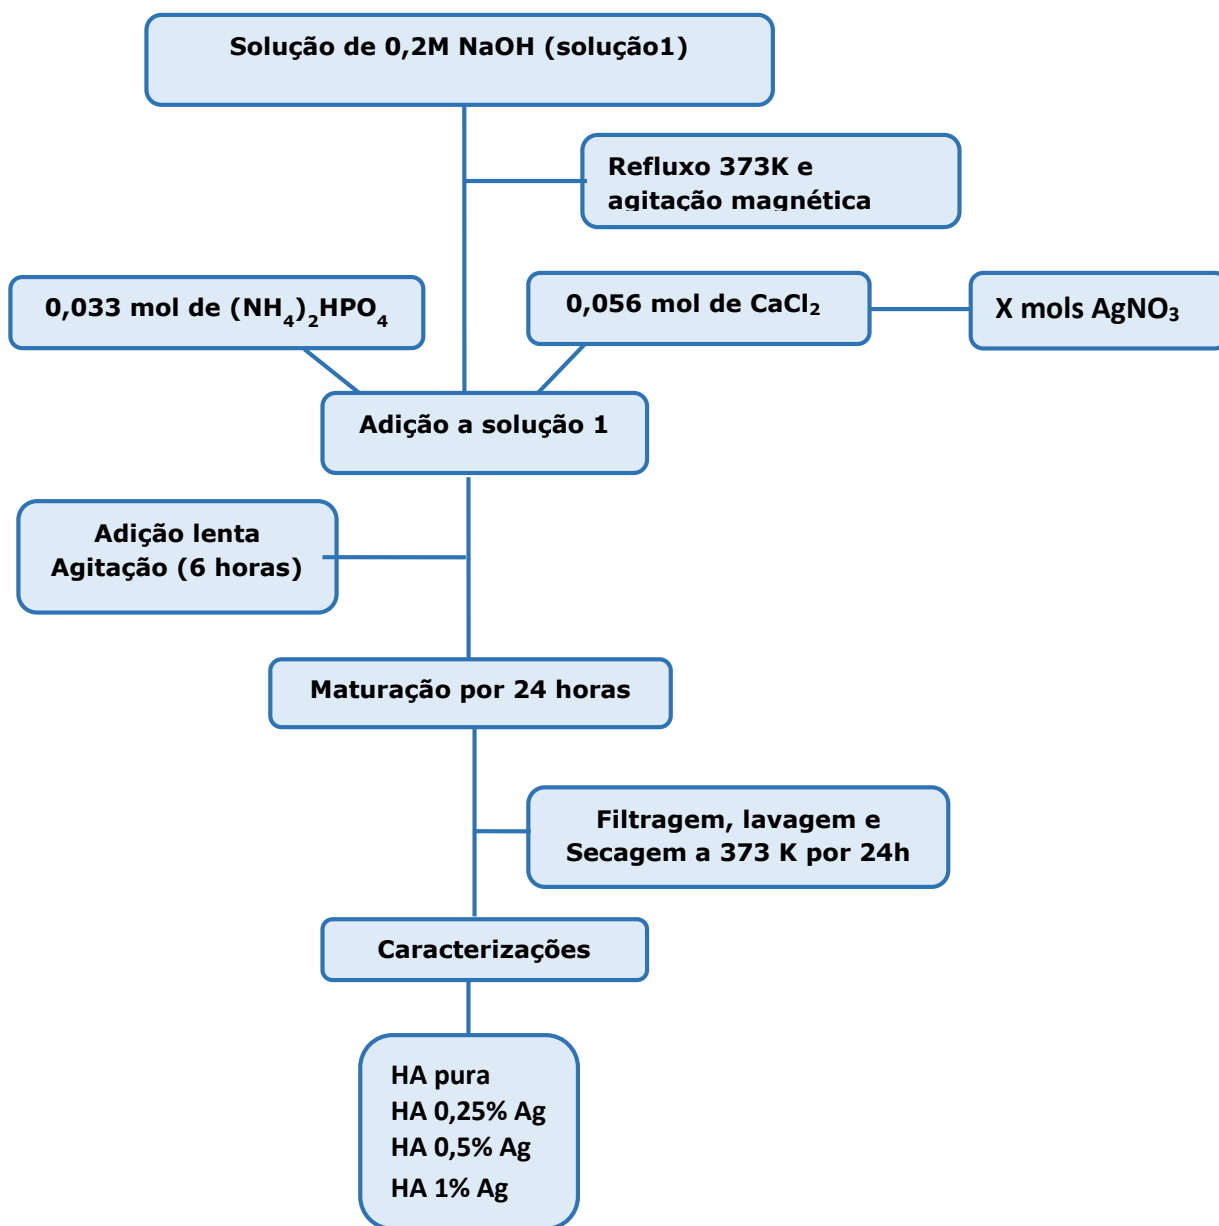 Solução de 0,2M NaOH (solução1)
Refluxo 373K e
agitação magnética
0,033 mol de (NH₄)₂HPO₄
0,056 mol de CaCl₂
X mols AgNO₃
Adição a solução 1
Adição lenta
Agitação (6 horas)
Maturação por 24 horas
Filtragem, lavagem e
Secagem a 373 K por 24h
Caracterizações
HA pura
HA 0,25% Ag
HA 0,5% Ag
HA 1% Ag